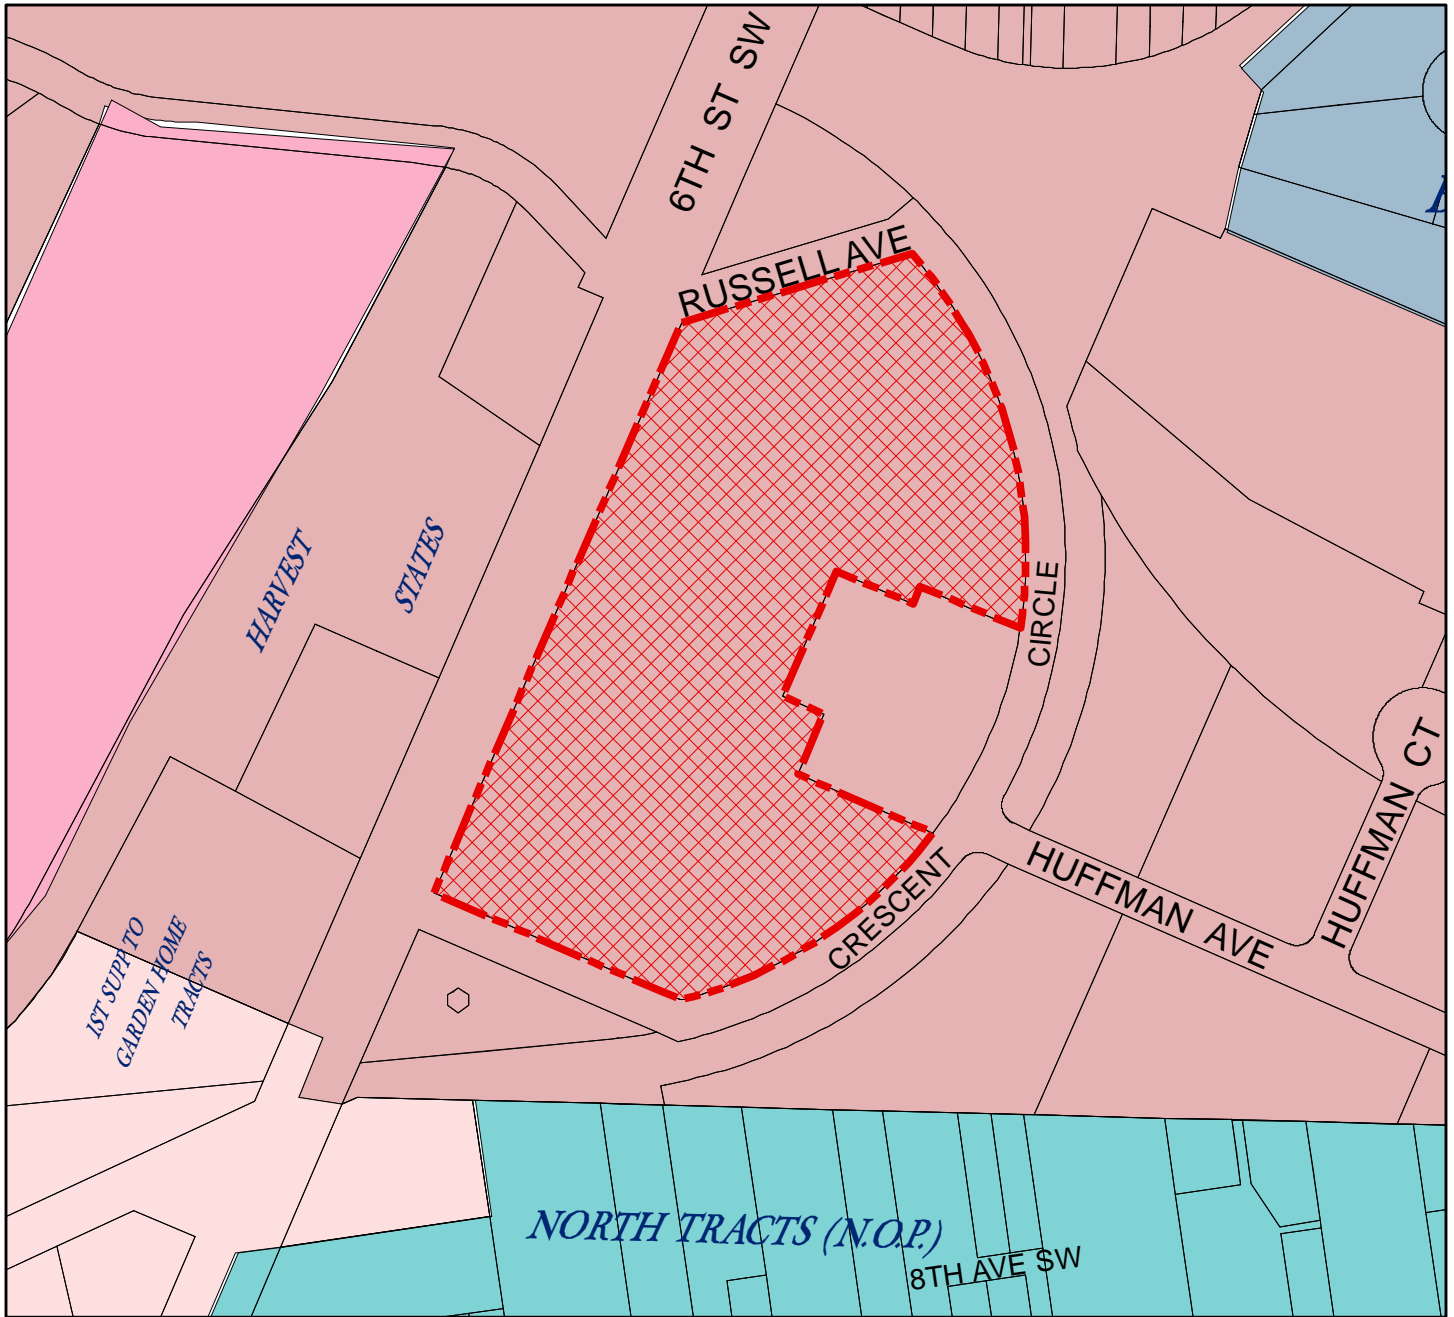 6TH ST SW
RUSSELL AVE
HARVEST
STATES
CIRCLE
HUFFMAN CT
CRESCENT
HUFFMAN AVE
1ST SUPP TO
GARDEN HOME
TRACTS
NORTH TRACTS (N.O.P.)
8TH AVE SW